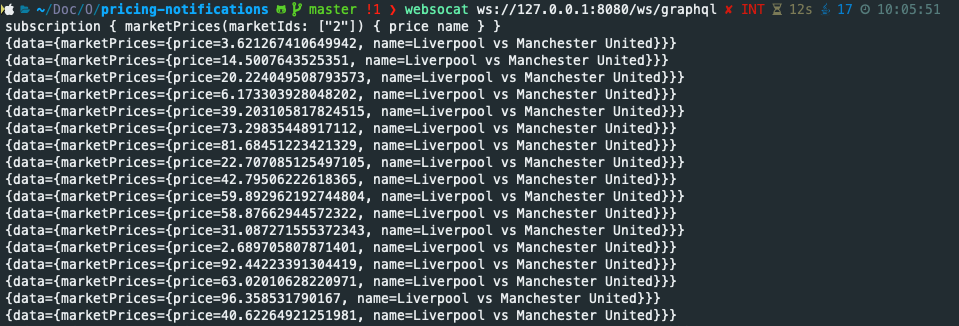 ~/Doc/O/pricing-notifications master !1 ❯ websocat ws://127.0.0.1:8080/ws/graphql ✘ INT 12s 17 10:05:51
subscription { marketPrices(marketIds: ["2"]) { price name } }
{data={marketPrices={price=3.621267410649942, name=Liverpool vs Manchester United}}}
{data={marketPrices={price=14.5007643525351, name=Liverpool vs Manchester United}}}
{data={marketPrices={price=20.224049508793573, name=Liverpool vs Manchester United}}}
{data={marketPrices={price=6.173303928048202, name=Liverpool vs Manchester United}}}
{data={marketPrices={price=39.203105817824515, name=Liverpool vs Manchester United}}}
{data={marketPrices={price=73.29835448917112, name=Liverpool vs Manchester United}}}
{data={marketPrices={price=81.68451223421329, name=Liverpool vs Manchester United}}}
{data={marketPrices={price=22.707085125497105, name=Liverpool vs Manchester United}}}
{data={marketPrices={price=42.79506222618365, name=Liverpool vs Manchester United}}}
{data={marketPrices={price=59.892962192744804, name=Liverpool vs Manchester United}}}
{data={marketPrices={price=58.87662944572322, name=Liverpool vs Manchester United}}}
{data={marketPrices={price=31.087271555372343, name=Liverpool vs Manchester United}}}
{data={marketPrices={price=2.689705807871401, name=Liverpool vs Manchester United}}}
{data={marketPrices={price=92.44223391304419, name=Liverpool vs Manchester United}}}
{data={marketPrices={price=63.02010628220971, name=Liverpool vs Manchester United}}}
{data={marketPrices={price=96.358531790167, name=Liverpool vs Manchester United}}}
{data={marketPrices={price=40.62264921251981, name=Liverpool vs Manchester United}}}